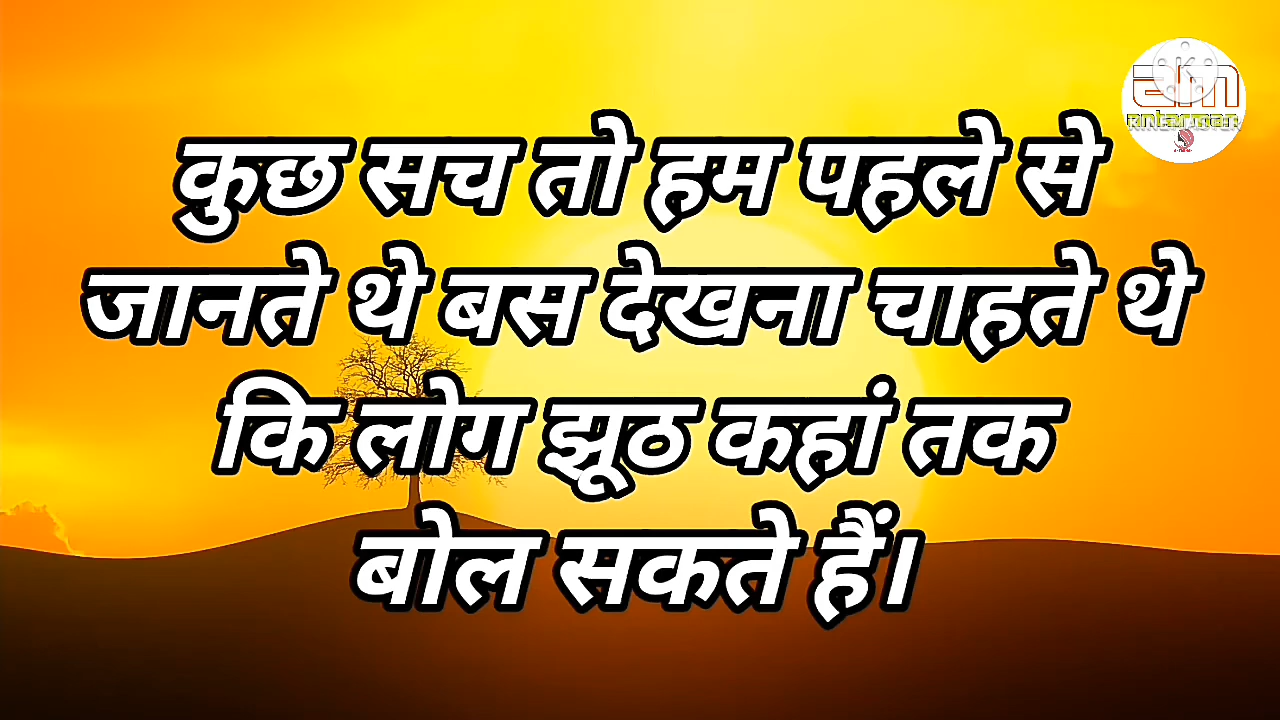 कुछ सच तो हम पहले से
जानते थे बस देखना चाहते थे
कि लोग झूठ कहां तक
बोल सकते हैं।